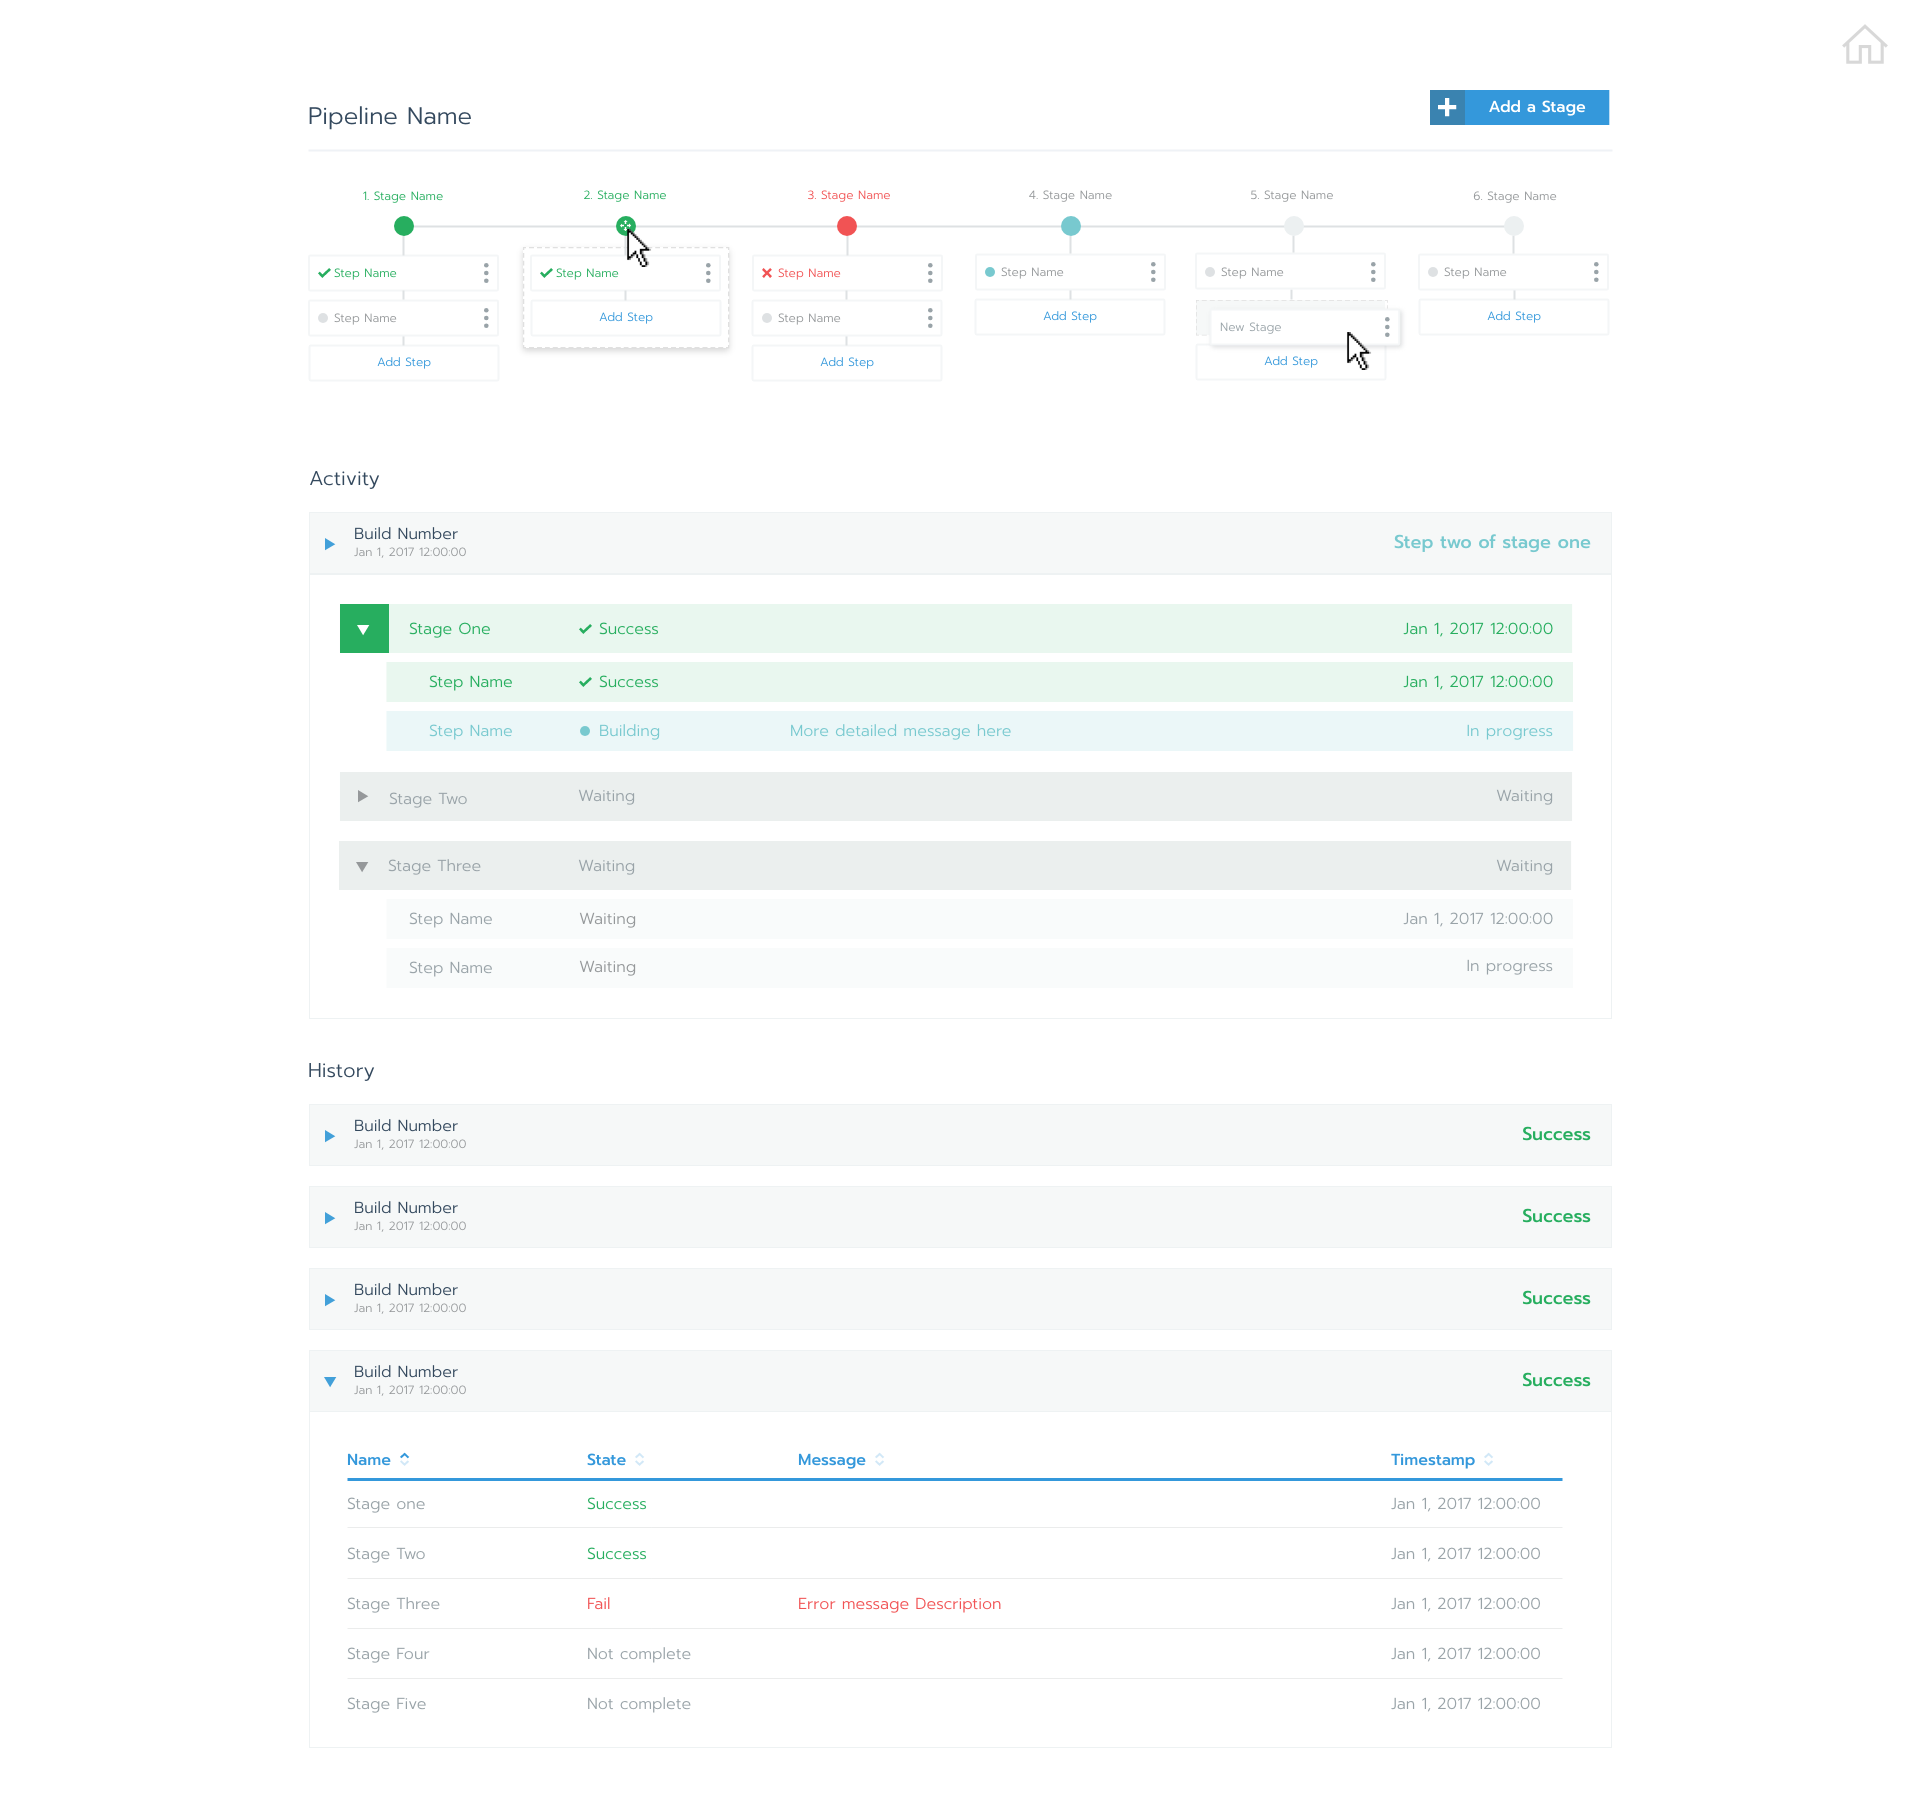 Pipeline Name
Add a Stage
1. Stage Name
2. Stage Name
3. Stage Name
4. Stage Name
5. Stage Name
6. Stage Name
Step Name
Step Name
Step Name
Step Name
Step Name
Step Name
Step Name
Add Step
Step Name
Add Step
Add Step
New Stage
Add Step
Add Step
Add Step
Add Step
Activity
Build Number
Jan 1, 2017 12:00:00
Step two of stage one
Stage One
Success
Jan 1, 2017 12:00:00
Step Name
Success
Jan 1, 2017 12:00:00
Step Name
Building
More detailed message here
In progress
Stage Two
Waiting
Waiting
Stage Three
Waiting
Waiting
Step Name
Waiting
Jan 1, 2017 12:00:00
Step Name
Waiting
In progress
History
Build Number
Jan 1, 2017 12:00:00
Success
Build Number
Jan 1, 2017 12:00:00
Success
Build Number
Jan 1, 2017 12:00:00
Success
Build Number
Jan 1, 2017 12:00:00
Success
Name
State
Message
Timestamp
Stage one
Success
Jan 1, 2017 12:00:00
Stage Two
Success
Jan 1, 2017 12:00:00
Stage Three
Fail
Error message Description
Jan 1, 2017 12:00:00
Stage Four
Not complete
Jan 1, 2017 12:00:00
Stage Five
Not complete
Jan 1, 2017 12:00:00